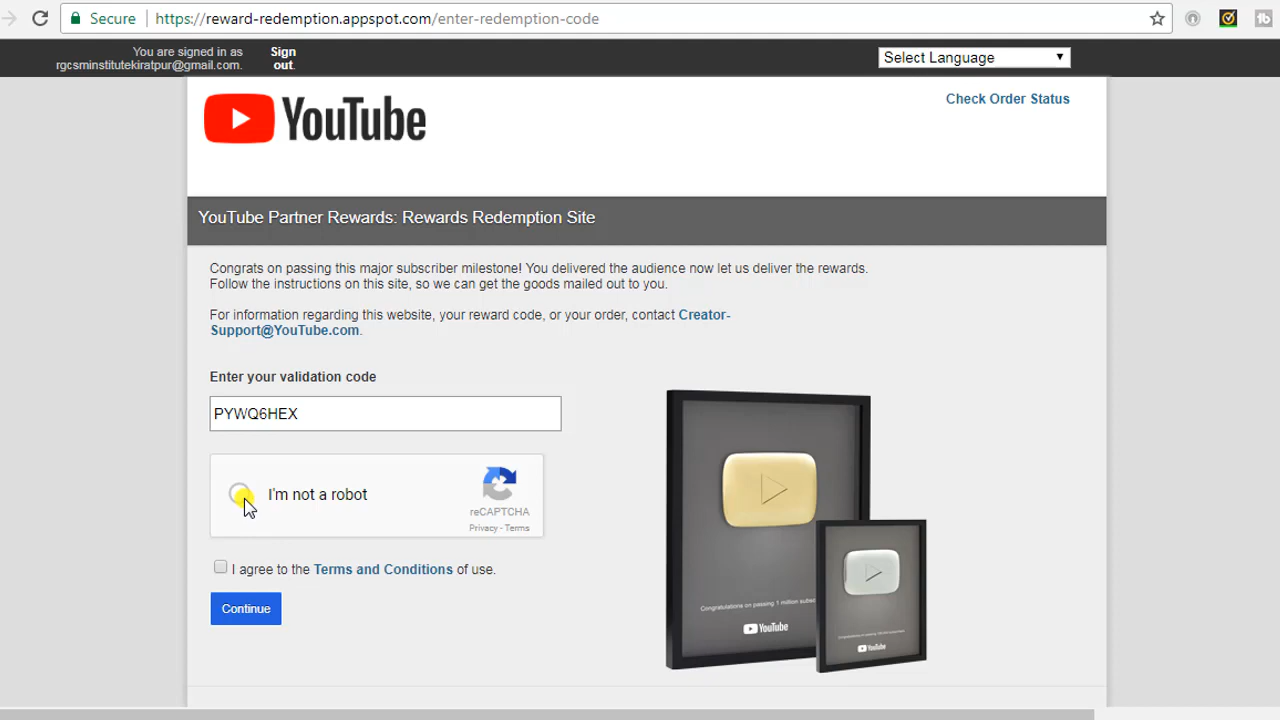 Secure
https://reward-redemption.appspot.com/enter-redemption-code
You are signed in as
rgcsminstitutekiratpur@gmail.com.
Sign
out.
Select Language
YouTube
Check Order Status
YouTube Partner Rewards: Rewards Redemption Site
Congrats on passing this major subscriber milestone! You delivered the audience now let us deliver the rewards.
Follow the instructions on this site, so we can get the goods mailed out to you.
For information regarding this website, your reward code, or your order, contact Creator-
Support@YouTube.com.
Enter your validation code
PYWQ6HEX
I'm not a robot
reCAPTCHA
Privacy - Terms
I agree to the Terms and Conditions of use.
Continue
Congratulations on passing 1 million
YouTube
YouTube